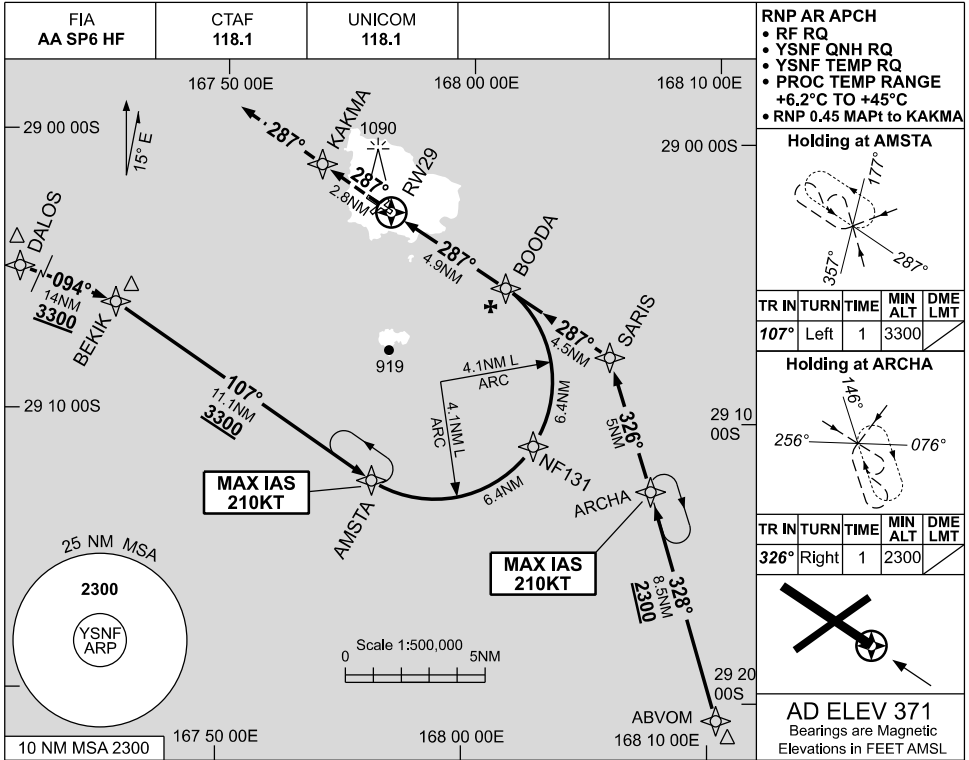 FIA
AA SP6 HF
CTAF
118.1
UNICOM
118.1
RNP AR APCH
• RF RQ
• YSNF QNH RQ
• YSNF TEMP RQ
• PROC TEMP RANGE
+6.2°C TO +45°C
• RNP 0.45 MAPt to KAKMA
167 50 00E
168 00 00E
168 10 00E
29 00 00S
29 00 00S
15° E
287°
KAKMA
1090
287°
2.8NM
RW29
287°
4.9NM
BOODA
DALOS
094°
14NM
3300
BEKIK
107°
11.1NM
3300
919
4.1NM L
ARC
4.1NM L
ARC
6.4NM
6.4NM
NF131
287°
4.5NM
SARIS
326°
5NM
29 10 00S
29 10
00S
MAX IAS
210KT
AMSTA
ARCHA
MAX IAS
210KT
328°
8.5NM
2300
ABVOM
29 20
00S
25 NM MSA
2300
YSNF
ARP
Scale 1:500,000
0
5NM
10 NM MSA 2300
167 50 00E
168 00 00E
168 10 00E
Holding at AMSTA
177°
357°
287°
TR IN TURN TIME MIN ALT DME LMT
107° Left 1 3300
Holding at ARCHA
146°
256°
076°
TR IN TURN TIME MIN ALT DME LMT
326° Right 1 2300
AD ELEV 371
Bearings are Magnetic
Elevations in FEET AMSL